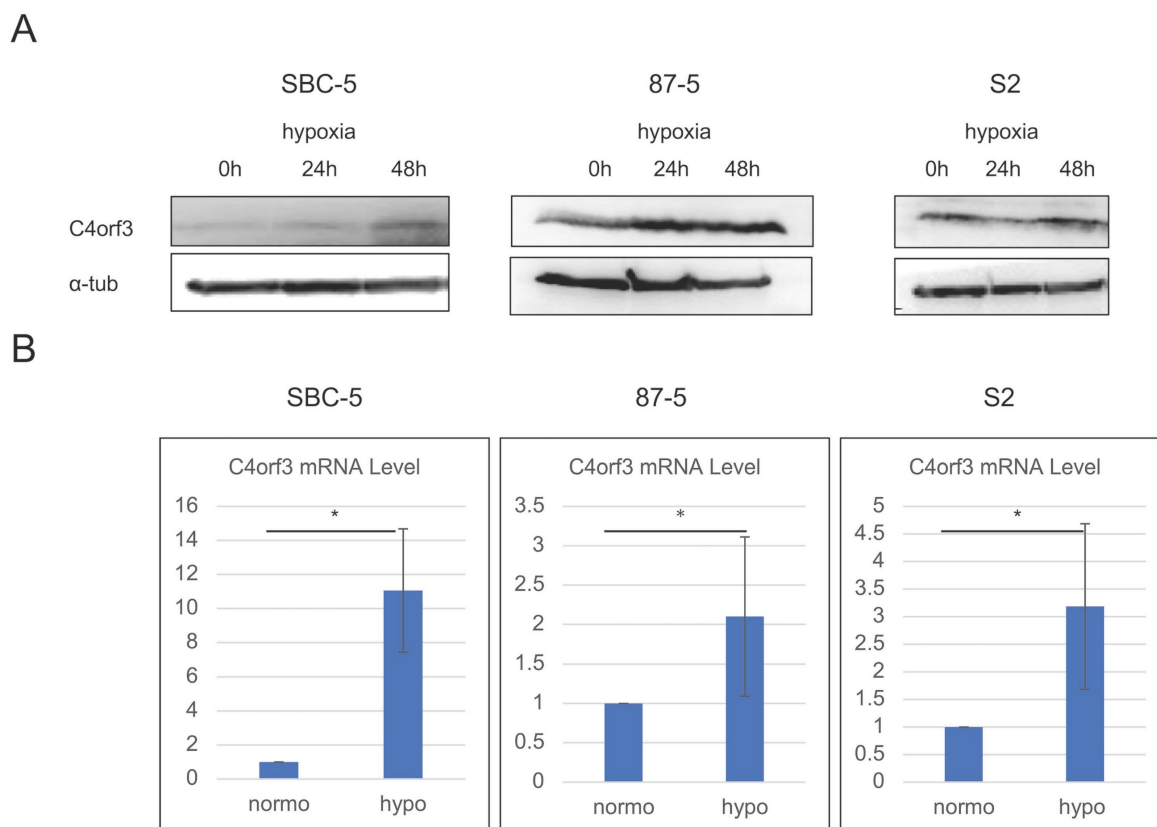 A
SBC-5 87-5 S2
hypoxia hypoxia hypoxia
0h 24h 48h 0h 24h 48h 0h 24h 48h
C4orf3
α-tub
B
SBC-5 87-5 S2
C4orf3 mRNA Level
16
14
12
10
8
6
4
2
0
*
normo hypo
C4orf3 mRNA Level
3.5
3
2.5
2
1.5
1
0.5
0
*
normo hypo
C4orf3 mRNA Level
5
4.5
4
3.5
3
2.5
2
1.5
1
0.5
0
*
normo hypo